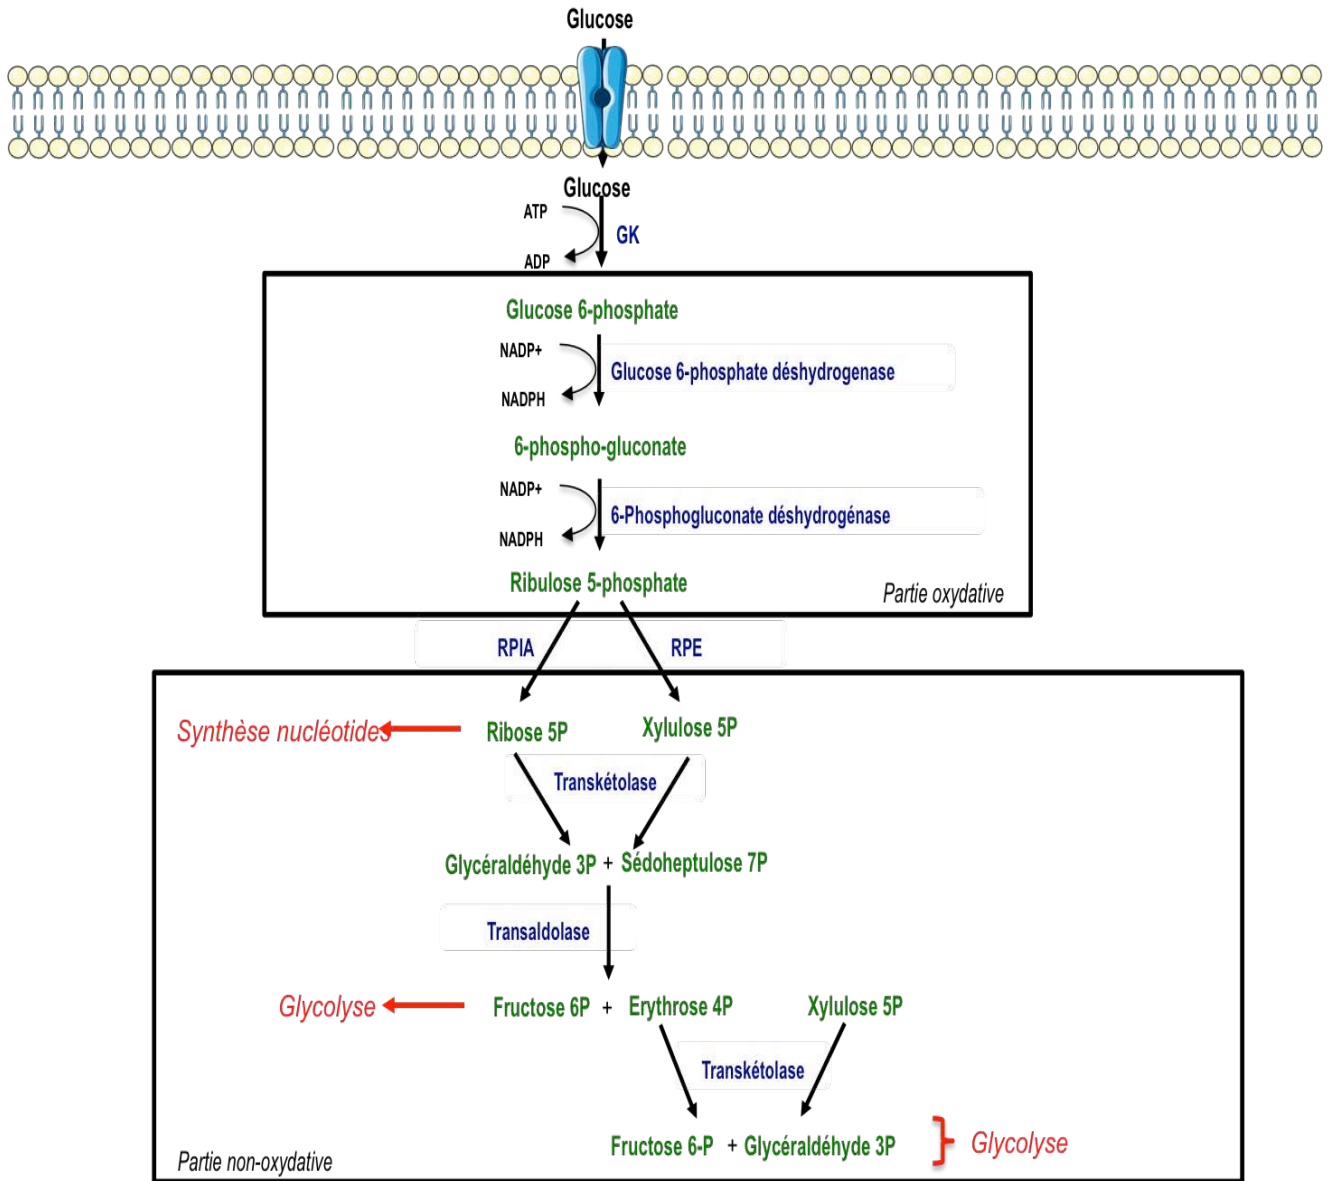 Glucose
Glucose
ATP
GK
ADP
Glucose 6-phosphate
NADP+
Glucose 6-phosphate déshydrogenase
NADPH
6-phospho-gluconate
NADP+
6-Phosphogluconate déshydrogénase
NADPH
Ribulose 5-phosphate
Partie oxydative
RPIA RPE
Synthèse nucléotides Ribose 5P Xylulose 5P
Transkétolase
Glycéraldéhyde 3P + Sédoheptulose 7P
Transaldolase
Glycolyse Fructose 6P + Erythrose 4P Xylulose 5P
Transkétolase
Fructose 6-P + Glycéraldéhyde 3P Glycolyse
Partie non-oxydative